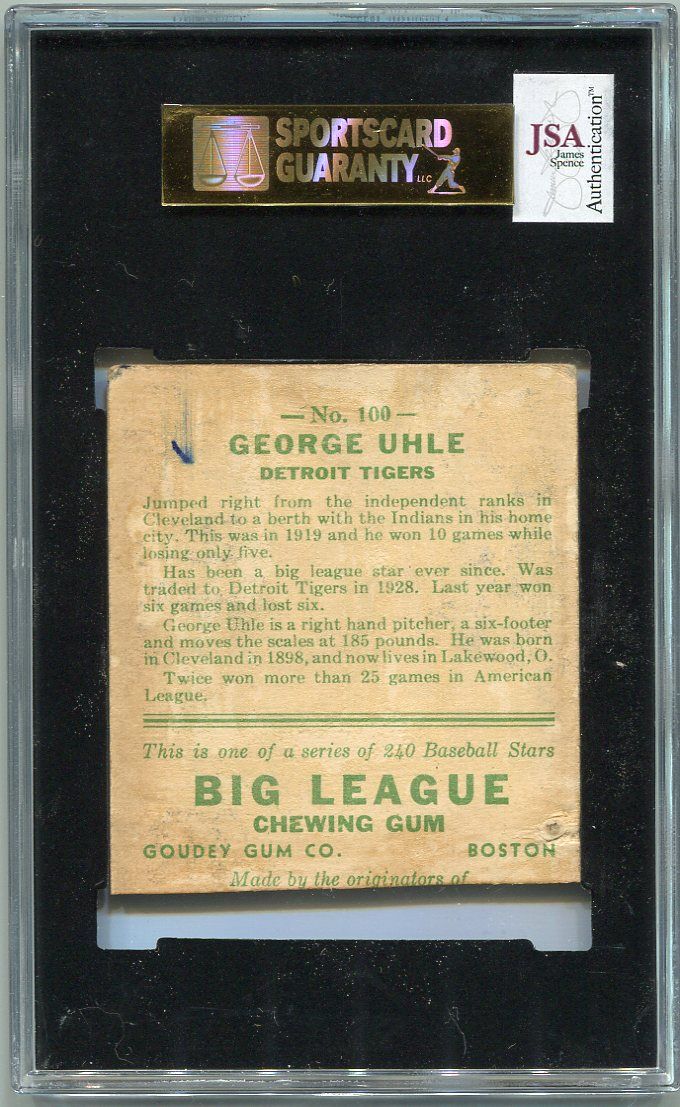 SPORTSCARD
GUARANTY LLC
JSA
James
Spence
Authentication™
— No. 100 —
GEORGE UHLE
DETROIT TIGERS
Jumped right from the independent ranks in
Cleveland to a berth with the Indians in his home
city. This was in 1919 and he won 10 games while
losing only five.
Has been a big league star ever since. Was
traded to Detroit Tigers in 1928. Last year won
six games and lost six.
George Uhle is a right hand pitcher, a six-footer
and moves the scales at 185 pounds. He was born
in Cleveland in 1898, and now lives in Lakewood, O.
Twice won more than 25 games in American
League.
This is one of a series of 240 Baseball Stars
BIG LEAGUE
CHEWING GUM
GOUDEY GUM CO. BOSTON
Made by the originators of